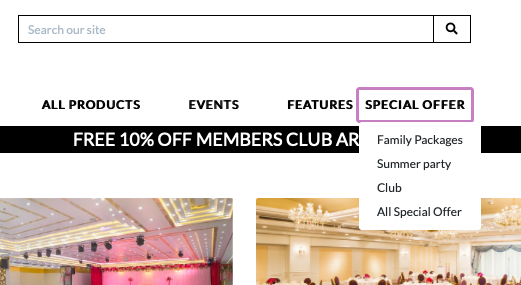 Search our site
ALL PRODUCTS EVENTS FEATURES SPECIAL OFFER
FREE 10% OFF MEMBERS CLUB AR
Family Packages
Summer party
Club
All Special Offer